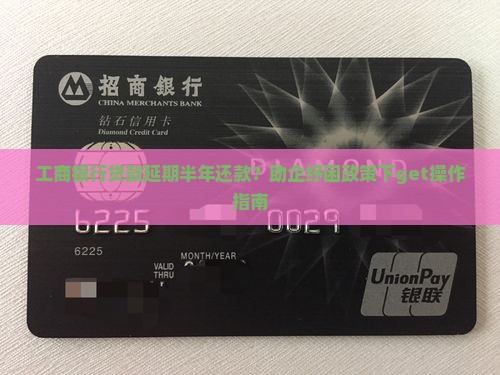 招商銀行
CHINA MERCHANTS BANK
钻石信用卡
Diamond Credit Card
DIAMOND
工商银行贷款延期半年还款？助企纾困政策下get操作
指南
6225
6225
MONTH/YEAR
VALID
THRU
UnionPay
银联